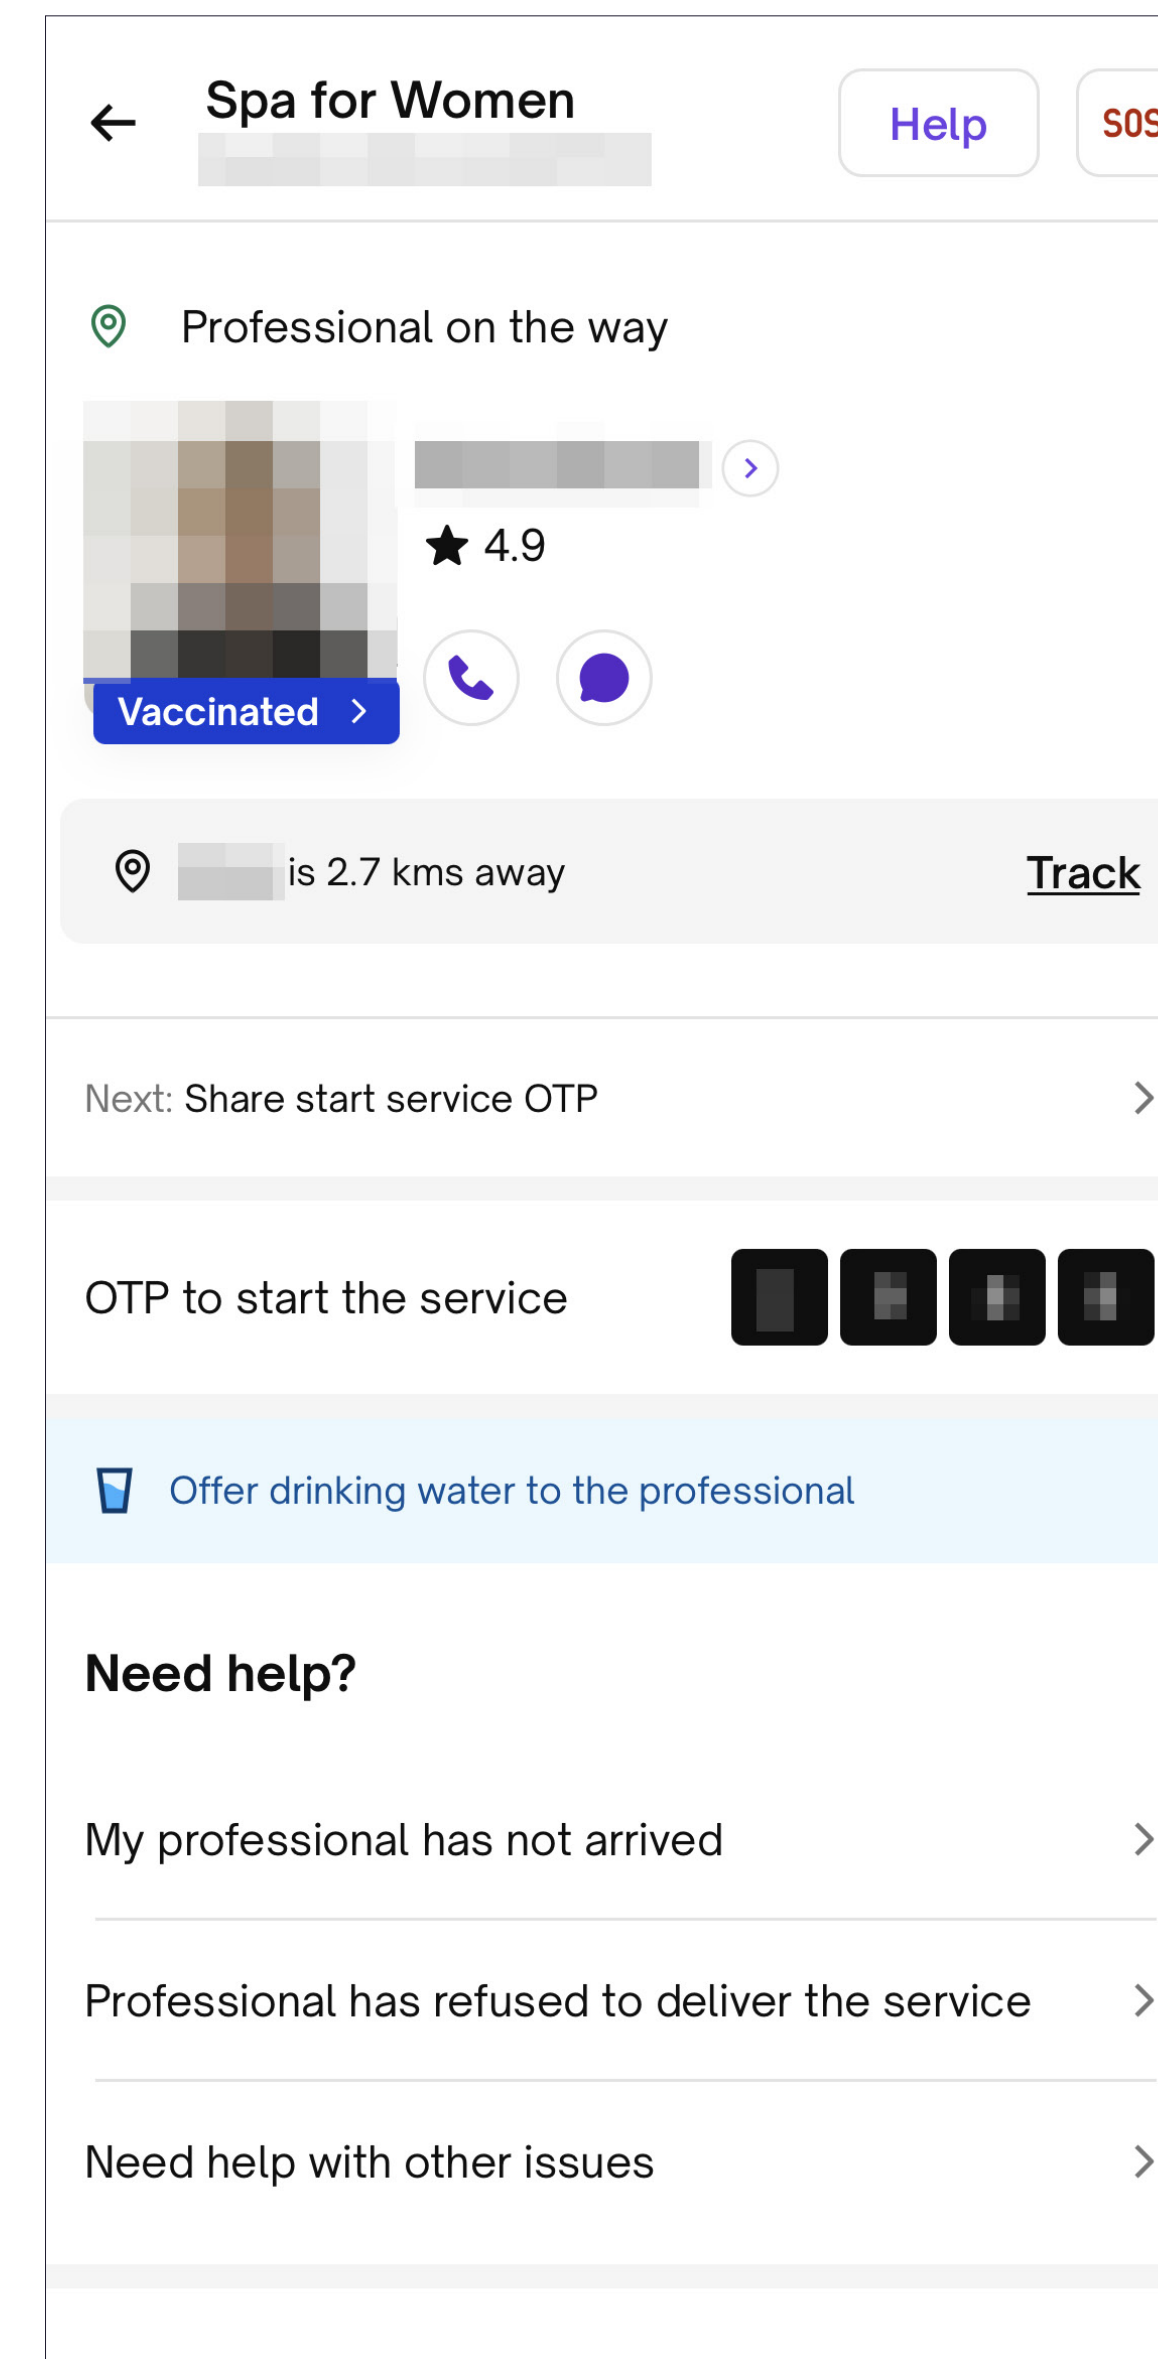 Spa for Women
Help
SOS
Professional on the way
4.9
Vaccinated
is 2.7 kms away
Track
Next: Share start service OTP
OTP to start the service
Offer drinking water to the professional
Need help?
My professional has not arrived
Professional has refused to deliver the service
Need help with other issues